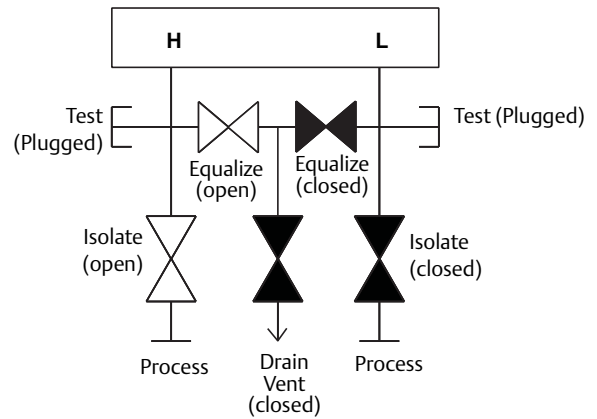 H
L
Test
(Plugged)
Test (Plugged)
Equalize
(open)
Equalize
(closed)
Isolate
(open)
Isolate
(closed)
Process
Drain
Vent
(closed)
Process